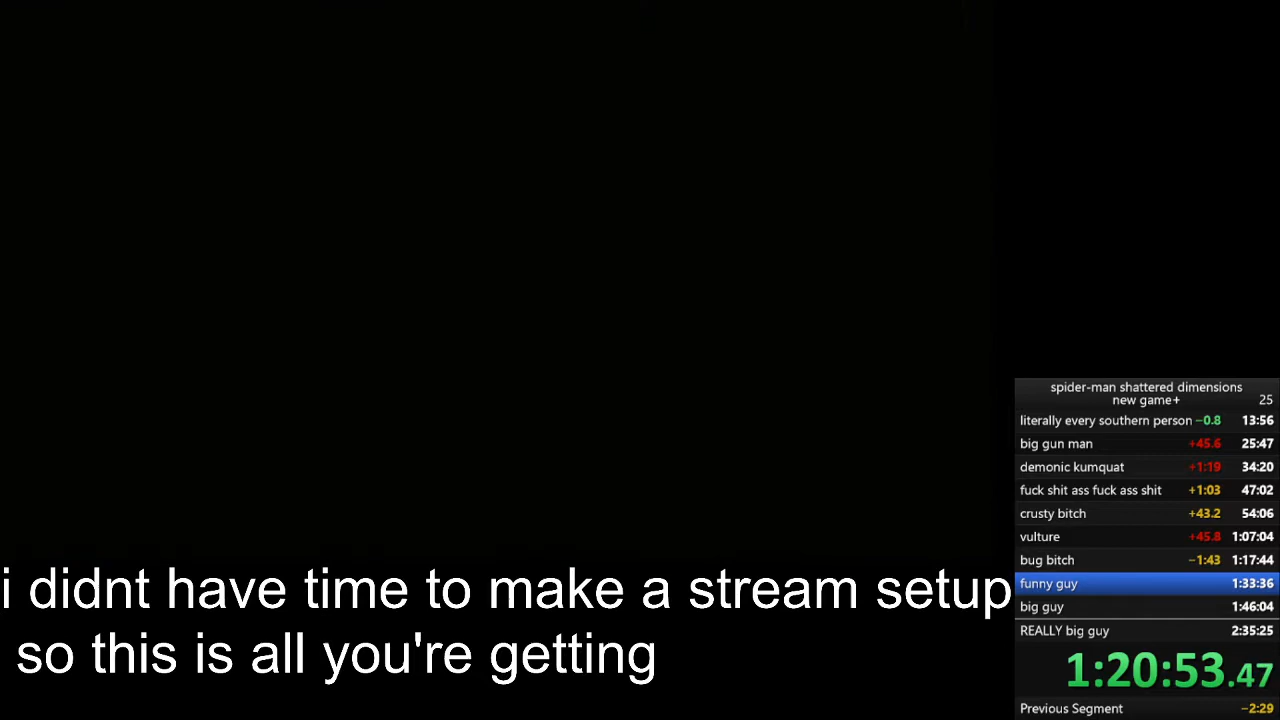 i didnt have time to make a stream setup
so this is all you're getting
spider-man shattered dimensions
new game+ 25
literally every southern person −0.8 13:56
big gun man +45.6 25:47
demonic kumquat +1:19 34:20
fuck shit ass fuck ass shit +1:03 47:02
crusty bitch +43.2 54:06
vulture +45.8 1:07:04
bug bitch −1:43 1:17:44
funny guy 1:33:36
big guy 1:46:04
REALLY big guy 2:35:25
1:20:53.47
Previous Segment −2:29